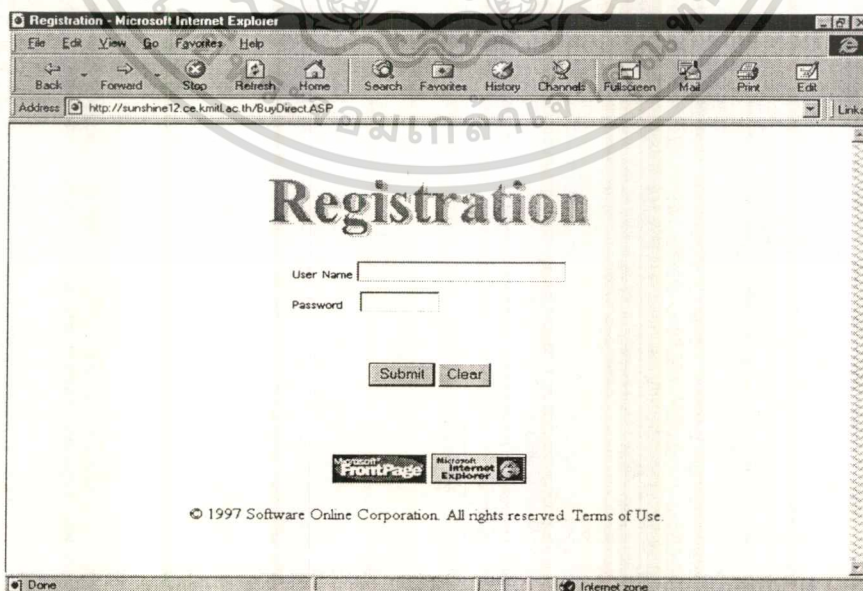 Registration - Microsoft Internet Explorer
File Edit View Go Favorites Help
Back Forward Stop Refresh Home Search Favorites History Channels Fullscreen Mail Print Edit
Address http://sunshine12.ce.kmitl.ac.th/BuyDirect.ASP Links
Registration
User Name
Password
Submit Clear
Microsoft FrontPage Microsoft Internet Explorer
© 1997 Software Online Corporation. All rights reserved. Terms of Use.
Done Internet zone